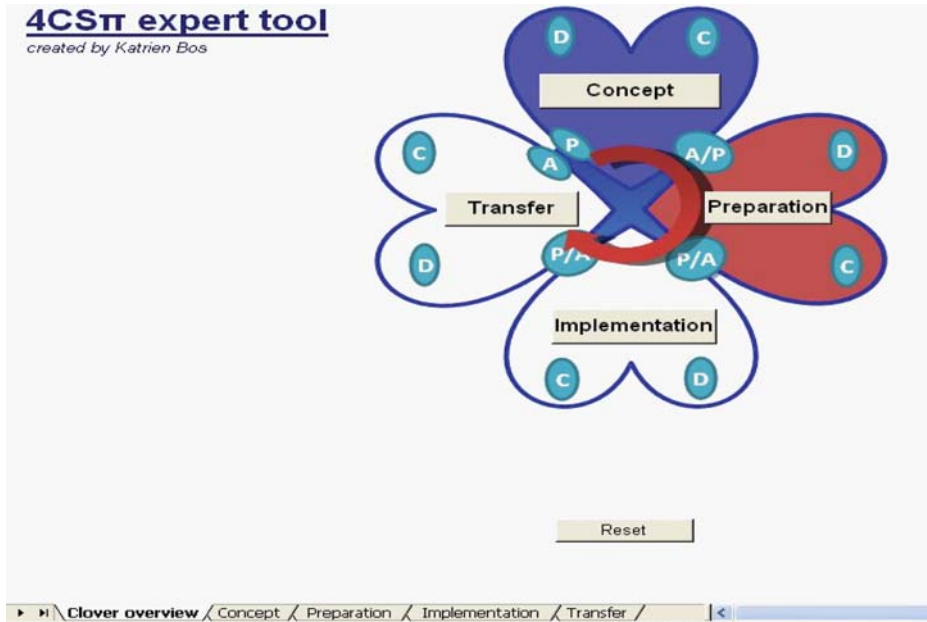 4CSπ expert tool
created by Katrien Bos
D
C
Concept
P
A
A/P
C
D
Transfer
Preparation
D
P/A
P/A
C
Implementation
C
D
Reset
Clover overview
Concept
Preparation
Implementation
Transfer